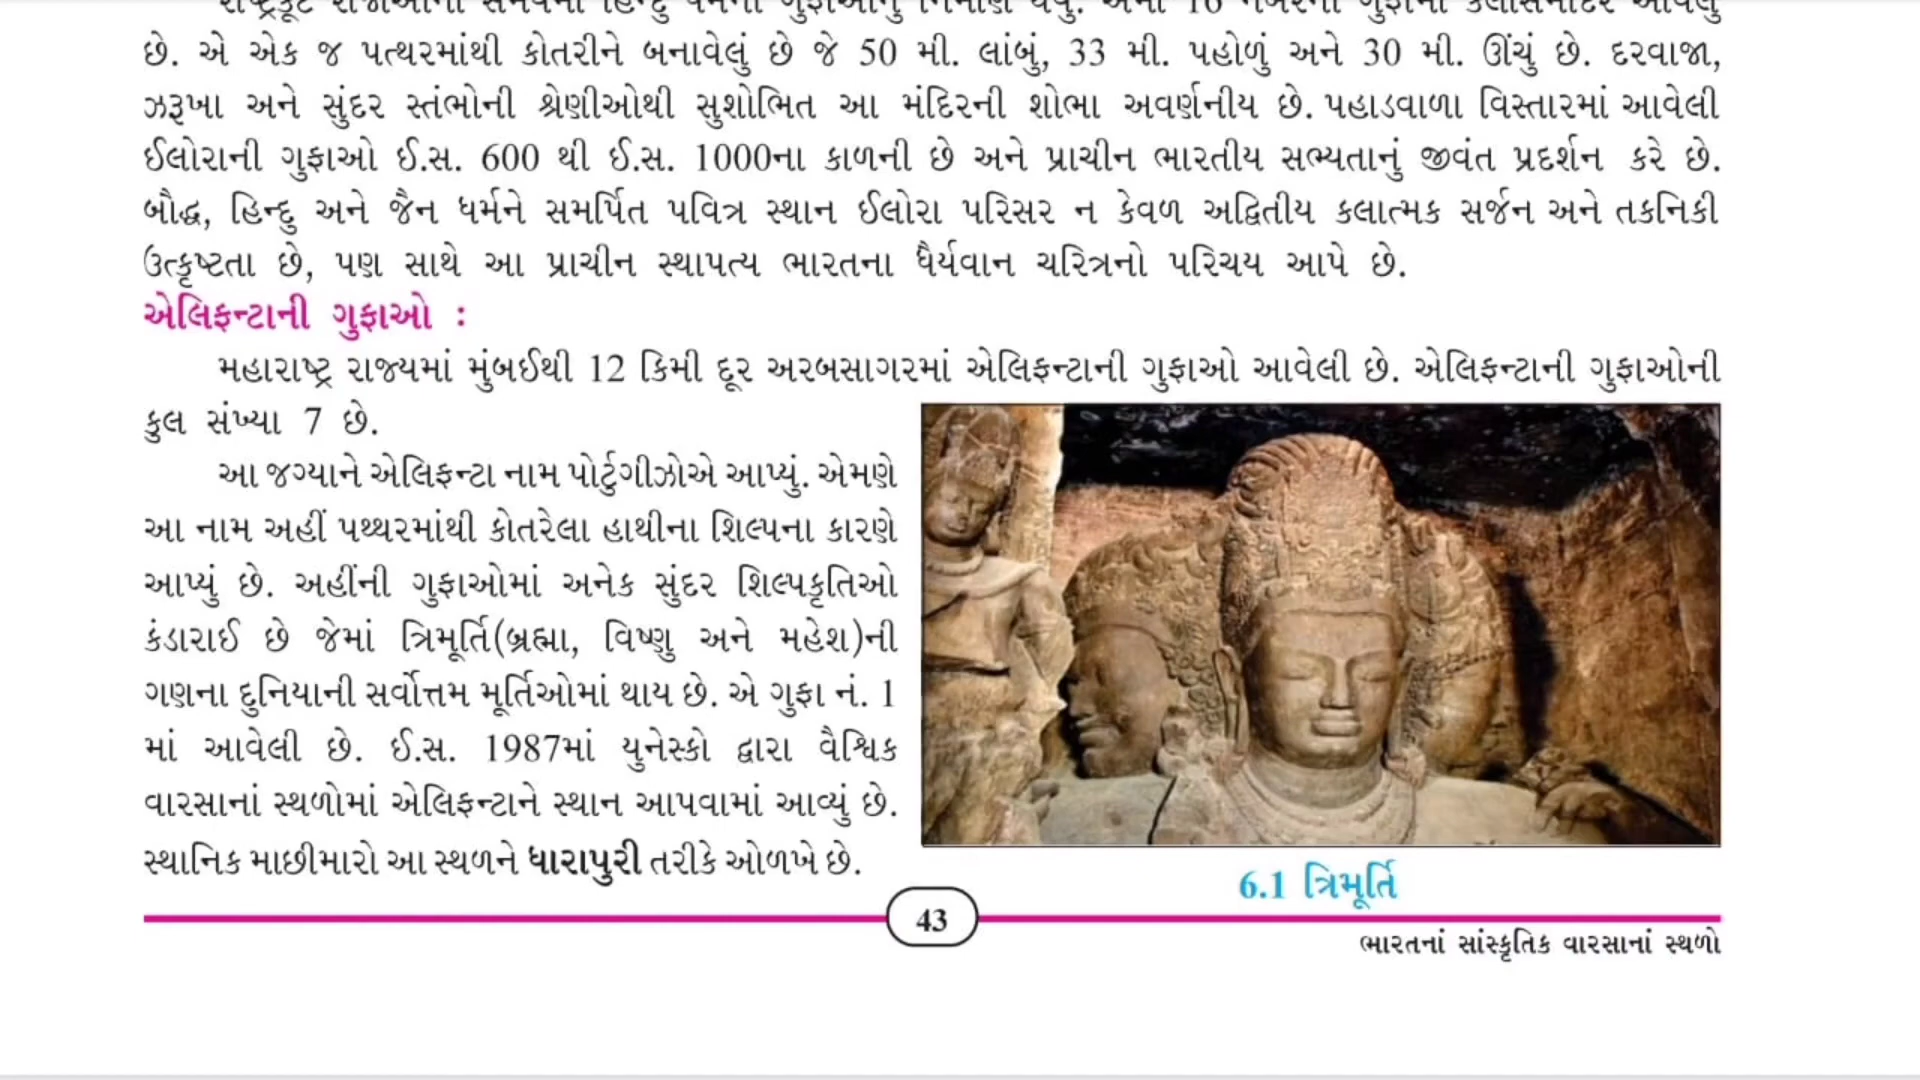 છે. એ એક જ પત્થરમાંથી કોતરીને બનાવેલું છે જે 50 મી. લાંબું, 33 મી. પહોળું અને 30 મી. ઊંચું છે. દરવાજા,
ઝરૂખા અને સુંદર સ્તંભોની શ્રેણીઓથી સુશોભિત આ મંદિરની શોભા અવર્ણનીય છે. પહાડવાળા વિસ્તારમાં આવેલી
ઈલોરાની ગુફાઓ ઈ.સ. 600 થી ઈ.સ. 1000ના કાળની છે અને પ્રાચીન ભારતીય સભ્યતાનું જીવંત પ્રદર્શન કરે છે.
બૌદ્ધ, હિન્દુ અને જૈન ધર્મને સમર્પિત પવિત્ર સ્થાન ઈલોરા પરિસર ન કેવળ અદ્વિતીય કલાત્મક સર્જન અને તકનિકી
ઉત્કૃષ્ટતા છે, પણ સાથે આ પ્રાચીન સ્થાપત્ય ભારતના ધૈર્યવાન ચરિત્રનો પરિચય આપે છે.
એલિફન્ટાની ગુફાઓ :
મહારાષ્ટ્ર રાજ્યમાં મુંબઈથી 12 કિમી દૂર અરબસાગરમાં એલિફન્ટાની ગુફાઓ આવેલી છે. એલિફન્ટાની ગુફાઓની
કુલ સંખ્યા 7 છે.
આ જગ્યાને એલિફન્ટા નામ પોર્ટુગીઝોએ આપ્યું. એમણે
આ નામ અહીં પથ્થરમાંથી કોતરેલા હાથીના શિલ્પના કારણે
આપ્યું છે. અહીંની ગુફાઓમાં અનેક સુંદર શિલ્પકૃતિઓ
કંડારાઈ છે જેમાં ત્રિમૂર્તિ(બ્રહ્મા, વિષ્ણુ અને મહેશ)ની
ગણના દુનિયાની સર્વોત્તમ મૂર્તિઓમાં થાય છે. એ ગુફા નં. 1
માં આવેલી છે. ઈ.સ. 1987માં યુનેસ્કો દ્વારા વૈશ્વિક
વારસાનાં સ્થળોમાં એલિફન્ટાને સ્થાન આપવામાં આવ્યું છે.
સ્થાનિક માછીમારો આ સ્થળને ધારાપુરી તરીકે ઓળખે છે.
6.1 ત્રિમૂર્તિ
43
ભારતનાં સાંસ્કૃતિક વારસાનાં સ્થળો